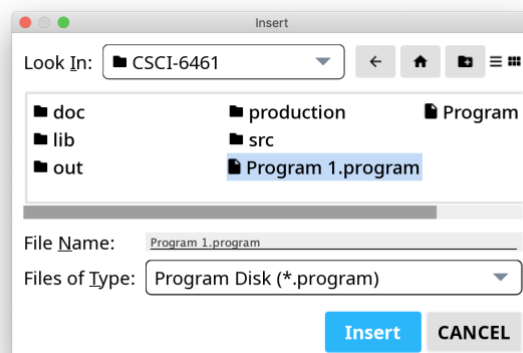 Insert
Look In: CSCI-6461
doc production Program
lib src
out Program 1.program
File Name: Program 1.program
Files of Type: Program Disk (*.program)
Insert CANCEL